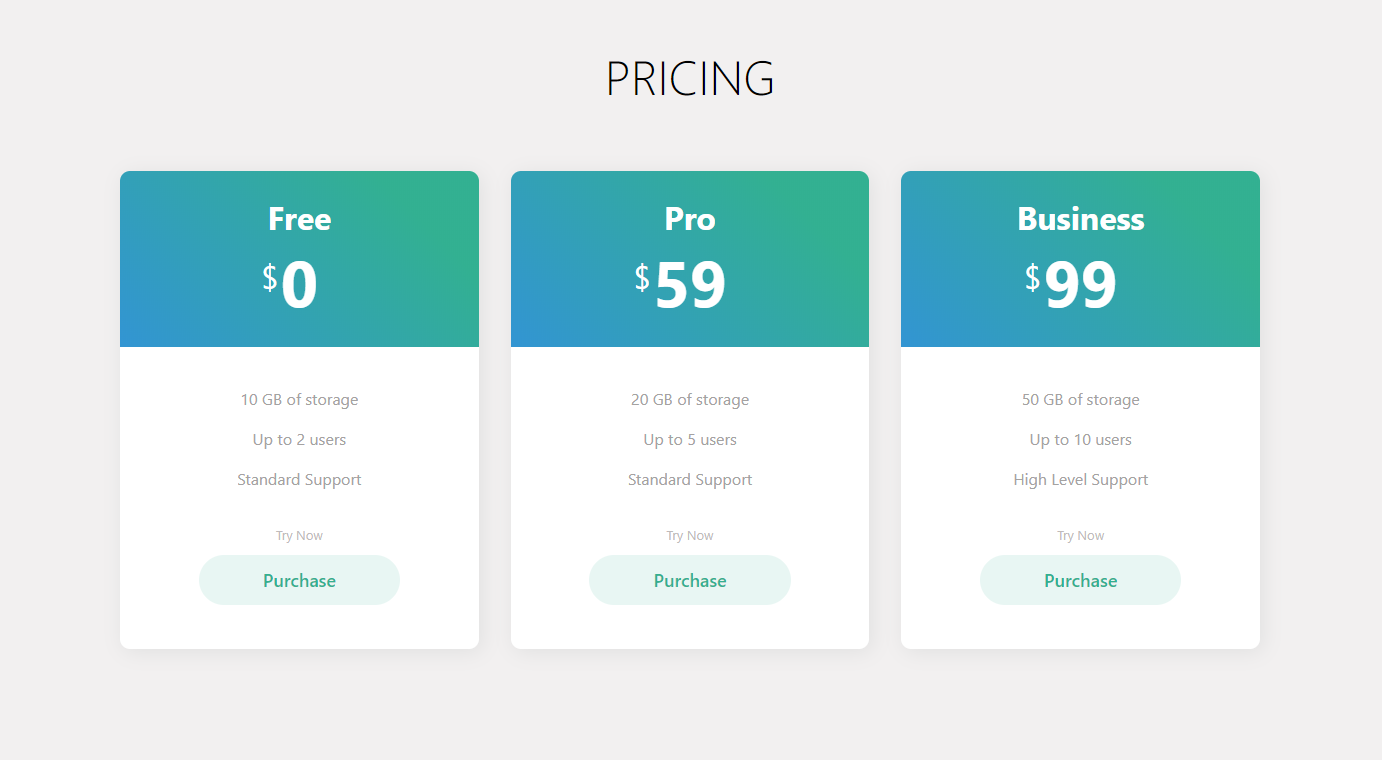 PRICING
Free
$0
10 GB of storage
Up to 2 users
Standard Support
Try Now
Purchase
Pro
$59
20 GB of storage
Up to 5 users
Standard Support
Try Now
Purchase
Business
$99
50 GB of storage
Up to 10 users
High Level Support
Try Now
Purchase